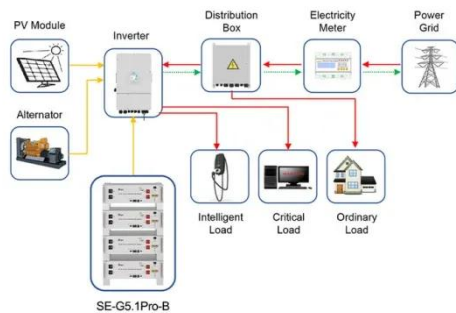 PV Module
Inverter
Distribution
Box
Electricity
Meter
Power
Grid
Alternator
Intelligent
Load
Critical
Load
Ordinary
Load
SE-G5.1Pro-B